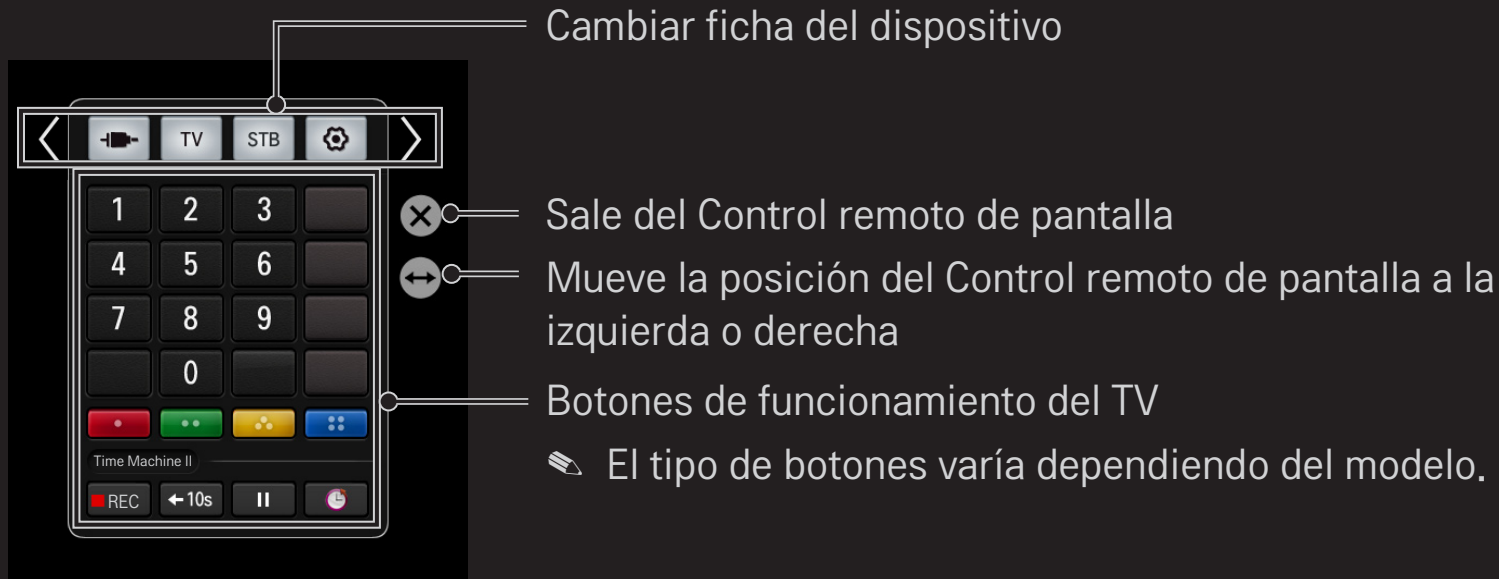 Cambiar ficha del dispositivo
TV STB
1 2 3
Sale del Control remoto de pantalla
4 5 6
Mueve la posición del Control remoto de pantalla a la
izquierda o derecha
7 8 9
0
Botones de funcionamiento del TV
Time Machine II
✎ El tipo de botones varía dependiendo del modelo.
REC ←10s